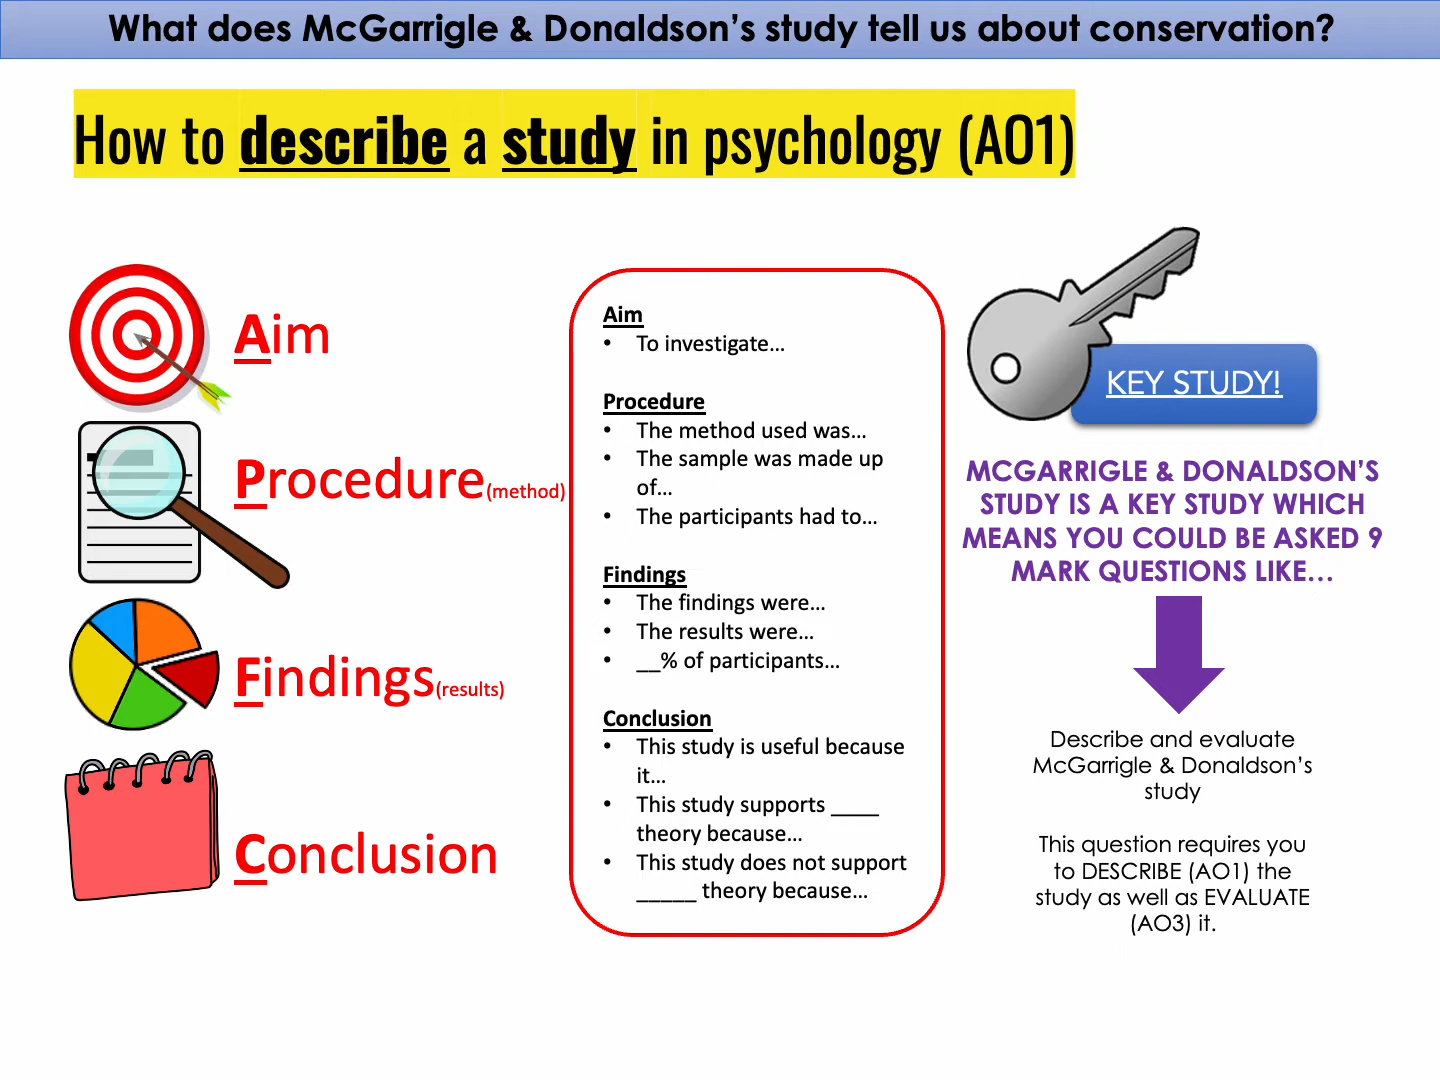 What does McGarrigle & Donaldson’s study tell us about conservation?
How to describe a study in psychology (AO1)
Aim
Procedure(method)
Findings(results)
Conclusion
Aim
• To investigate…
Procedure
• The method used was…
• The sample was made up
of…
• The participants had to…
Findings
• The findings were…
• The results were…
• __% of participants…
Conclusion
• This study is useful because
it…
• This study supports ____
theory because…
• This study does not support
_____ theory because…
KEY STUDY!
MCGARRIGLE & DONALDSON’S
STUDY IS A KEY STUDY WHICH
MEANS YOU COULD BE ASKED 9
MARK QUESTIONS LIKE…
Describe and evaluate
McGarrigle & Donaldson’s
study
This question requires you
to DESCRIBE (AO1) the
study as well as EVALUATE
(AO3) it.